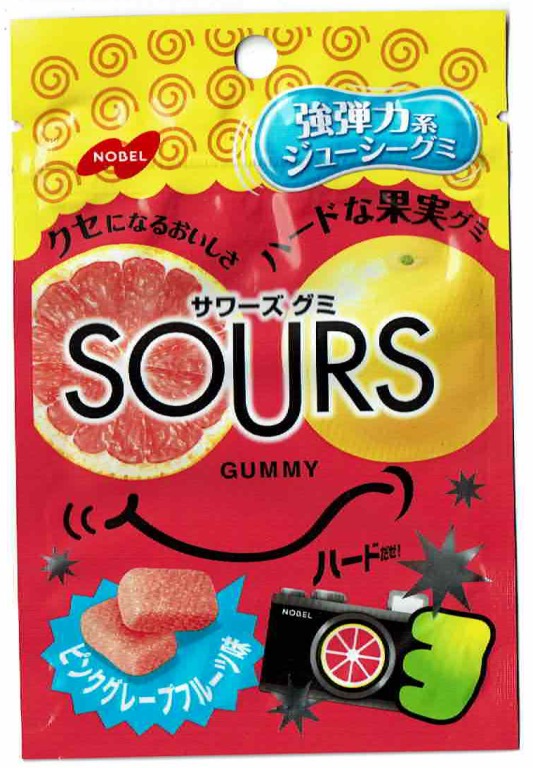 NOBEL
強弾力系
ジューシーグミ
クセになるおいしさ
ハードな果実グミ
サワーズ グミ
SOURS
GUMMY
ハードだぜ!
NOBEL
ピンクグレープフルーツ味